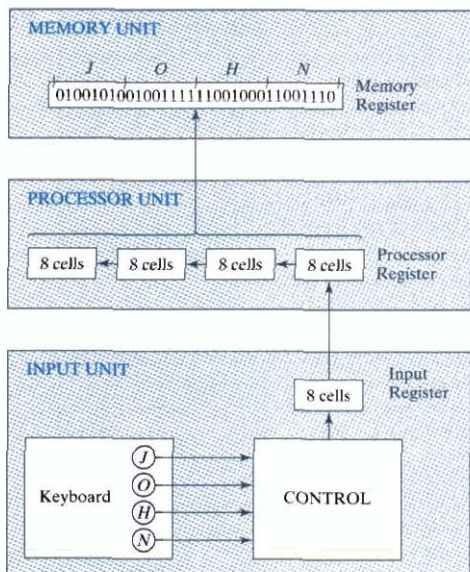 MEMORY UNIT
J O H N
01001010010011111100100011001110
Memory
Register
PROCESSOR UNIT
8 cells 8 cells 8 cells 8 cells
Processor
Register
INPUT UNIT
Input
Register
8 cells
Keyboard
J
O
H
N
CONTROL